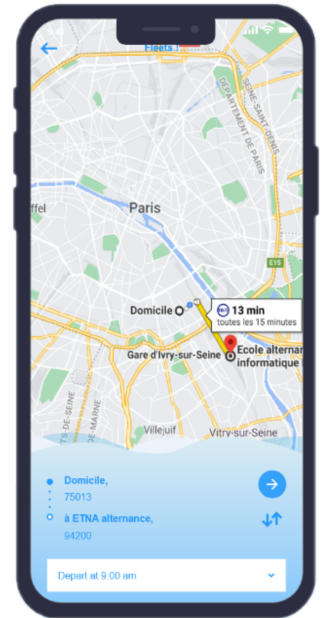 Fleets !
SEINE-SAINT-DENIS
DÉPARTEMENT DE PARIS
Paris
ffel
E15
Domicile
13 min
toutes les 15 minutes
Gare d'Ivry-sur-Seine
Ecole alternan
informatique
TS-DE-SEINE
DE-MARNE
Villejuif
Vitry-sur-Seine
Domicile,
75013
à ETNA alternance,
94200
Depart at 9:00 am